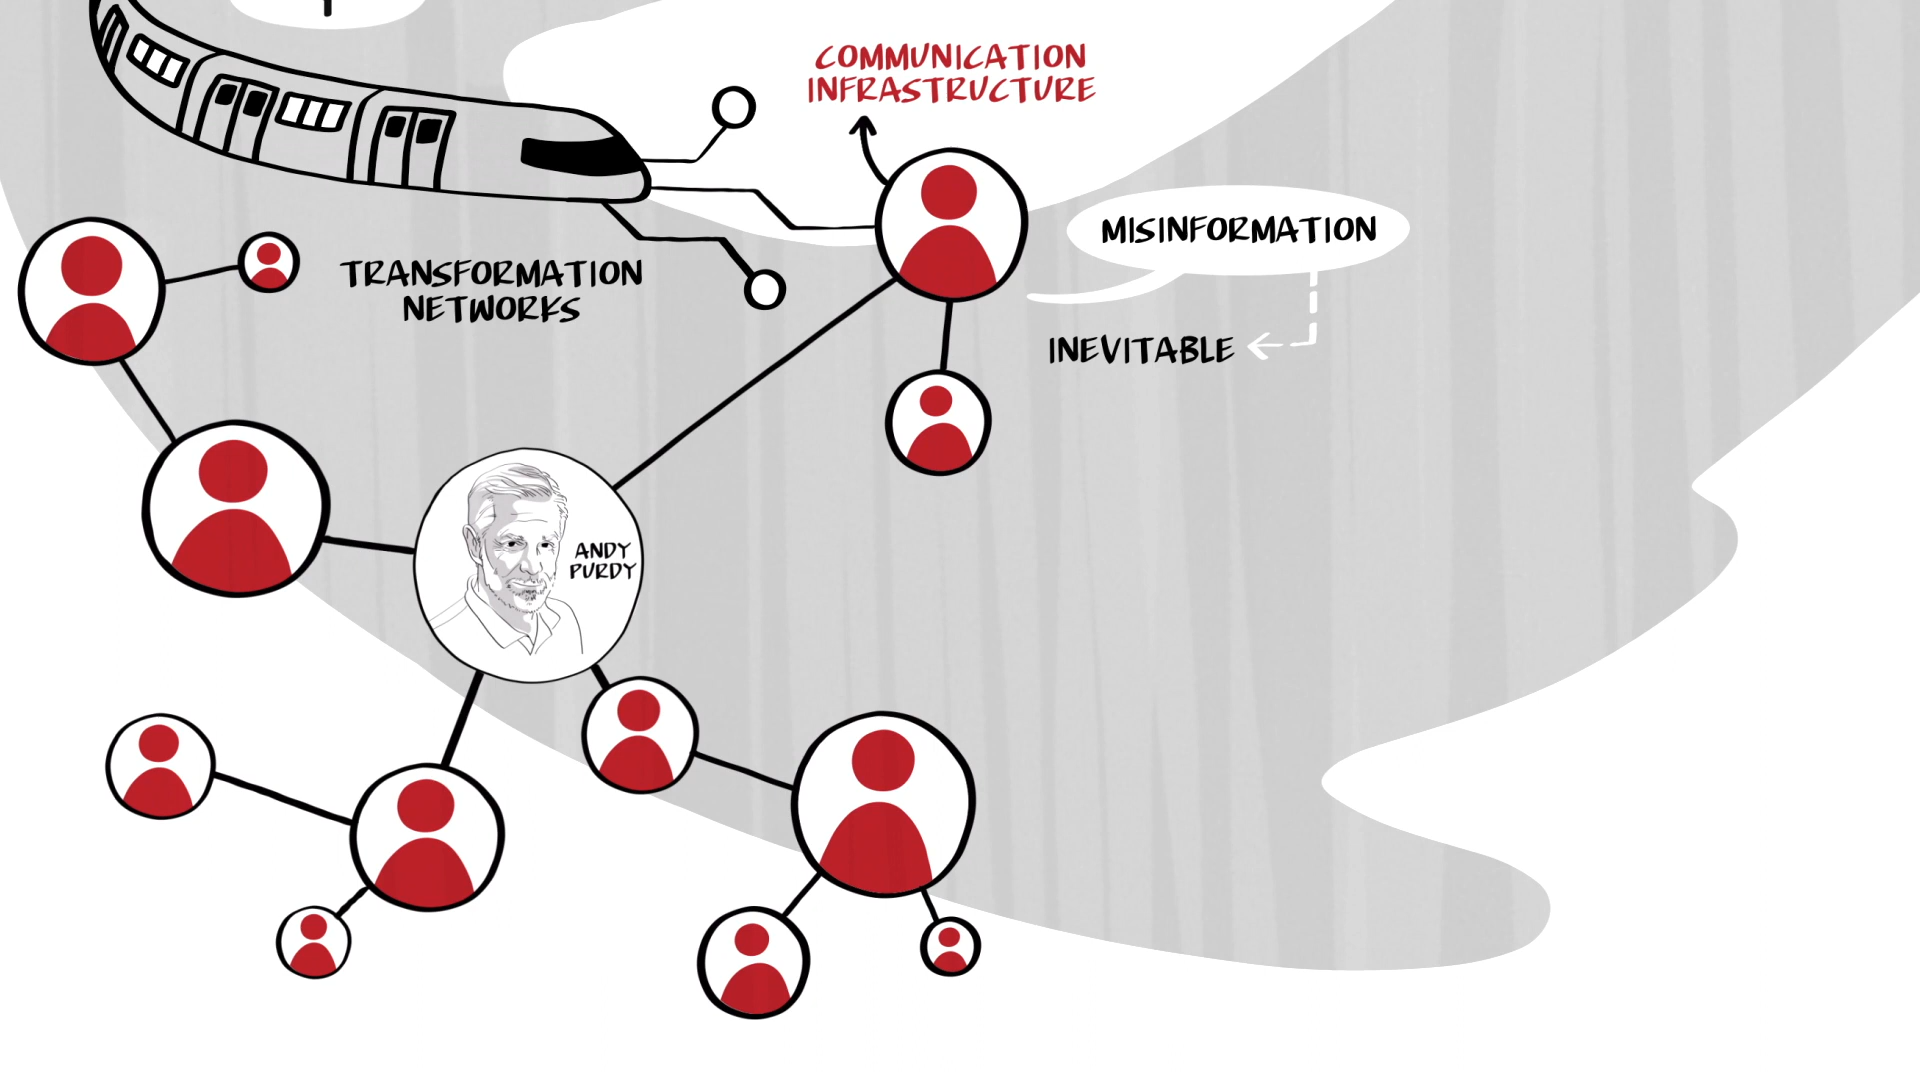 COMMUNICATION
INFRASTRUCTURE
MISINFORMATION
TRANSFORMATION
NETWORKS
INEVITABLE
ANDY
PURDY